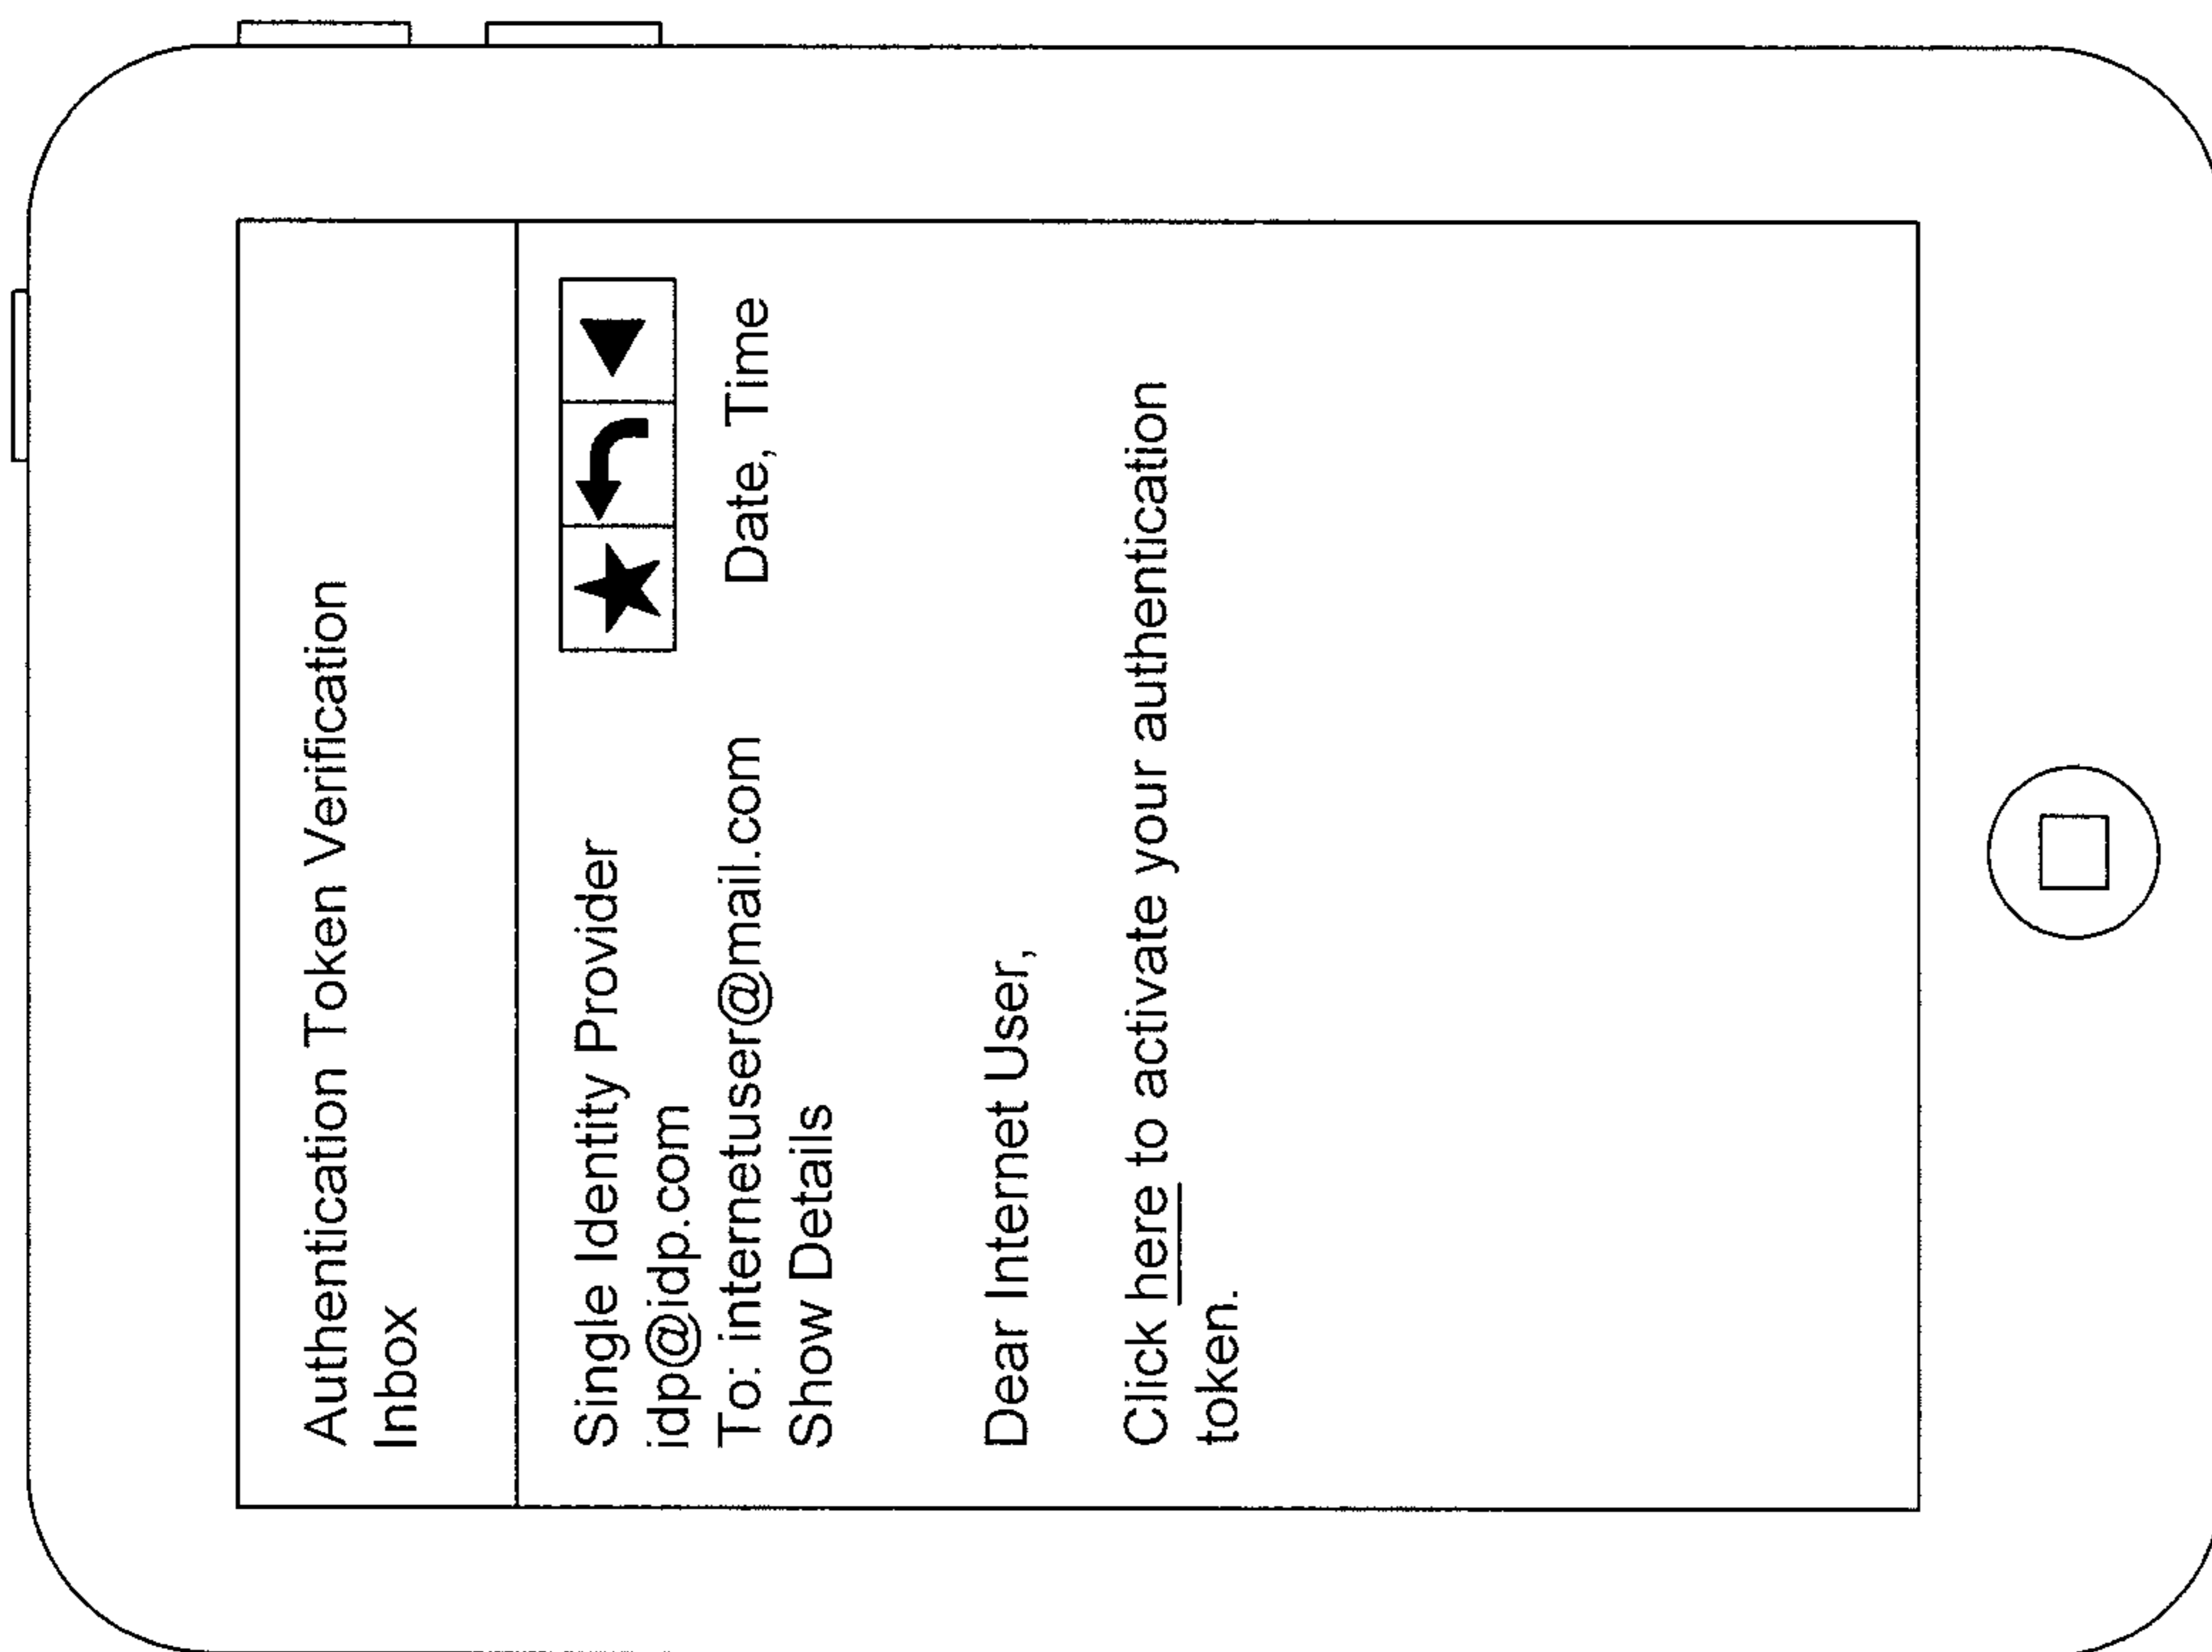 Authentication Token Verification
Inbox
Single Identity Provider
idp@idp.com
To: internetuser@mail.com
Date, Time
Show Details
Dear Internet User,
Click here to activate your authentication
token.